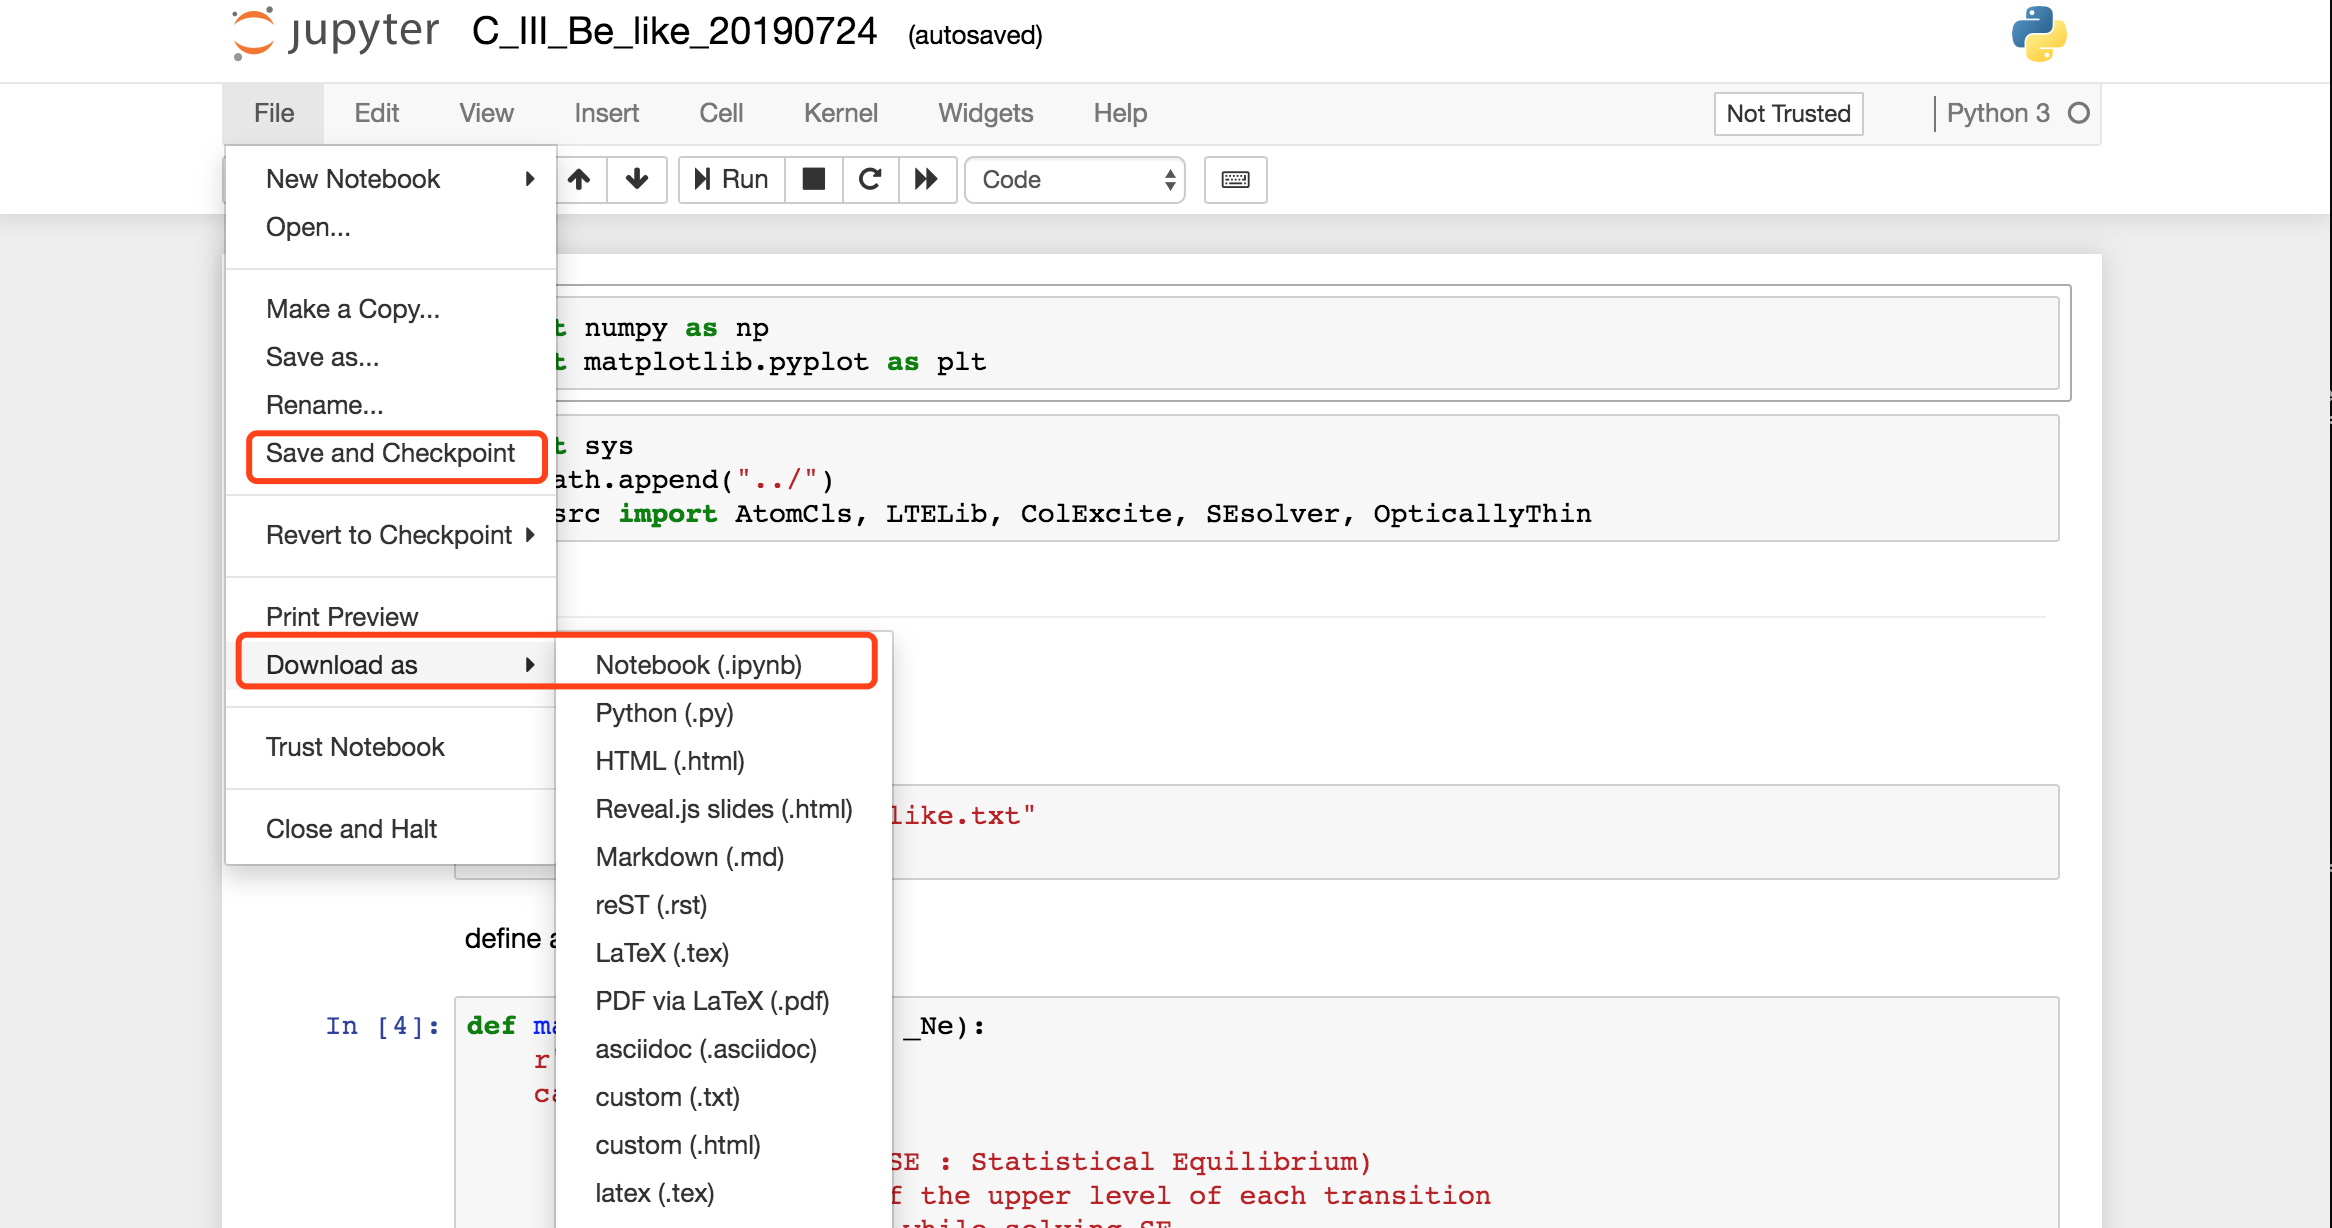 jupyter C_III_Be_like_20190724 (autosaved)
File Edit View Insert Cell Kernel Widgets Help Not Trusted Python 3
Run Code
New Notebook
Open...
Make a Copy...
Save as...
Rename...
Save and Checkpoint
Revert to Checkpoint
Print Preview
Download as
Trust Notebook
Close and Halt
Notebook (.ipynb)
Python (.py)
HTML (.html)
Reveal.js slides (.html)
Markdown (.md)
reST (.rst)
LaTeX (.tex)
PDF via LaTeX (.pdf)
asciidoc (.asciidoc)
custom (.txt)
custom (.html)
latex (.tex)
t numpy as np
t matplotlib.pyplot as plt
t sys
ath.append("../")
src import AtomCls, LTELib, ColExcite, SEsolver, OpticallyThin
like.txt"
define a
In [4]: def ma _Ne):
r'
ca
SE : Statistical Equilibrium)
f the upper level of each transition
while solving SE